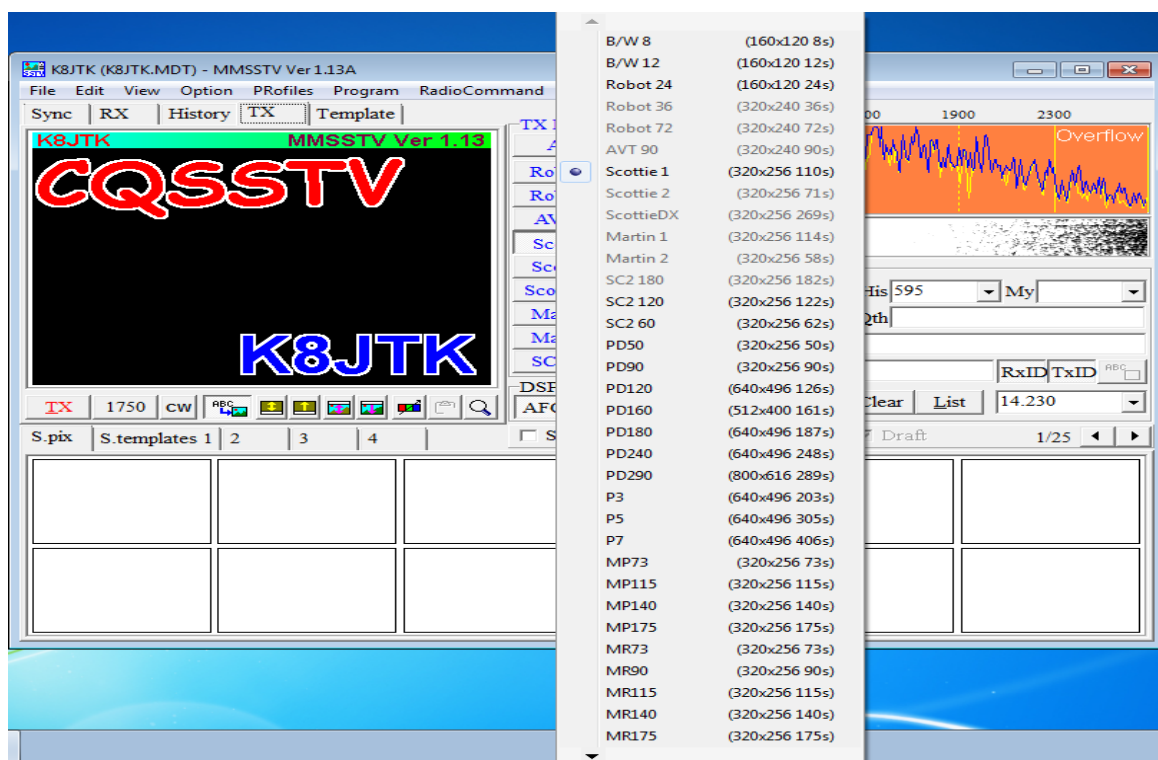 K8JTK (K8JTK.MDT) - MMSSTV Ver 1.13A
File Edit View Option PRofiles Program RadioCommand
Sync RX History TX Template
K8JTK MMSSTV Ver 1.13
CQSSTV
K8JTK
TX 1750 CW ABC
S.pix S.templates 1 2 3 4
TX
DSP
B/W 8 (160x120 8s)
B/W 12 (160x120 12s)
Robot 24 (160x120 24s)
Robot 36 (320x240 36s)
Robot 72 (320x240 72s)
AVT 90 (320x240 90s)
Scottie 1 (320x256 110s)
Scottie 2 (320x256 71s)
ScottieDX (320x256 269s)
Martin 1 (320x256 114s)
Martin 2 (320x256 58s)
SC2 180 (320x256 182s)
SC2 120 (320x256 122s)
SC2 60 (320x256 62s)
PD50 (320x256 50s)
PD90 (320x256 90s)
PD120 (640x496 126s)
PD160 (512x400 161s)
PD180 (640x496 187s)
PD240 (640x496 248s)
PD290 (800x616 289s)
P3 (640x496 203s)
P5 (640x496 305s)
P7 (640x496 406s)
MP73 (320x256 73s)
MP115 (320x256 115s)
MP140 (320x256 140s)
MP175 (320x256 175s)
MR73 (320x256 73s)
MR90 (320x256 90s)
MR115 (320x256 115s)
MR140 (320x256 140s)
MR175 (320x256 175s)
1900 2300
Overflow
His 595 My
Qth
RxID TxID ABC
Clear List 14.230
Draft 1/25